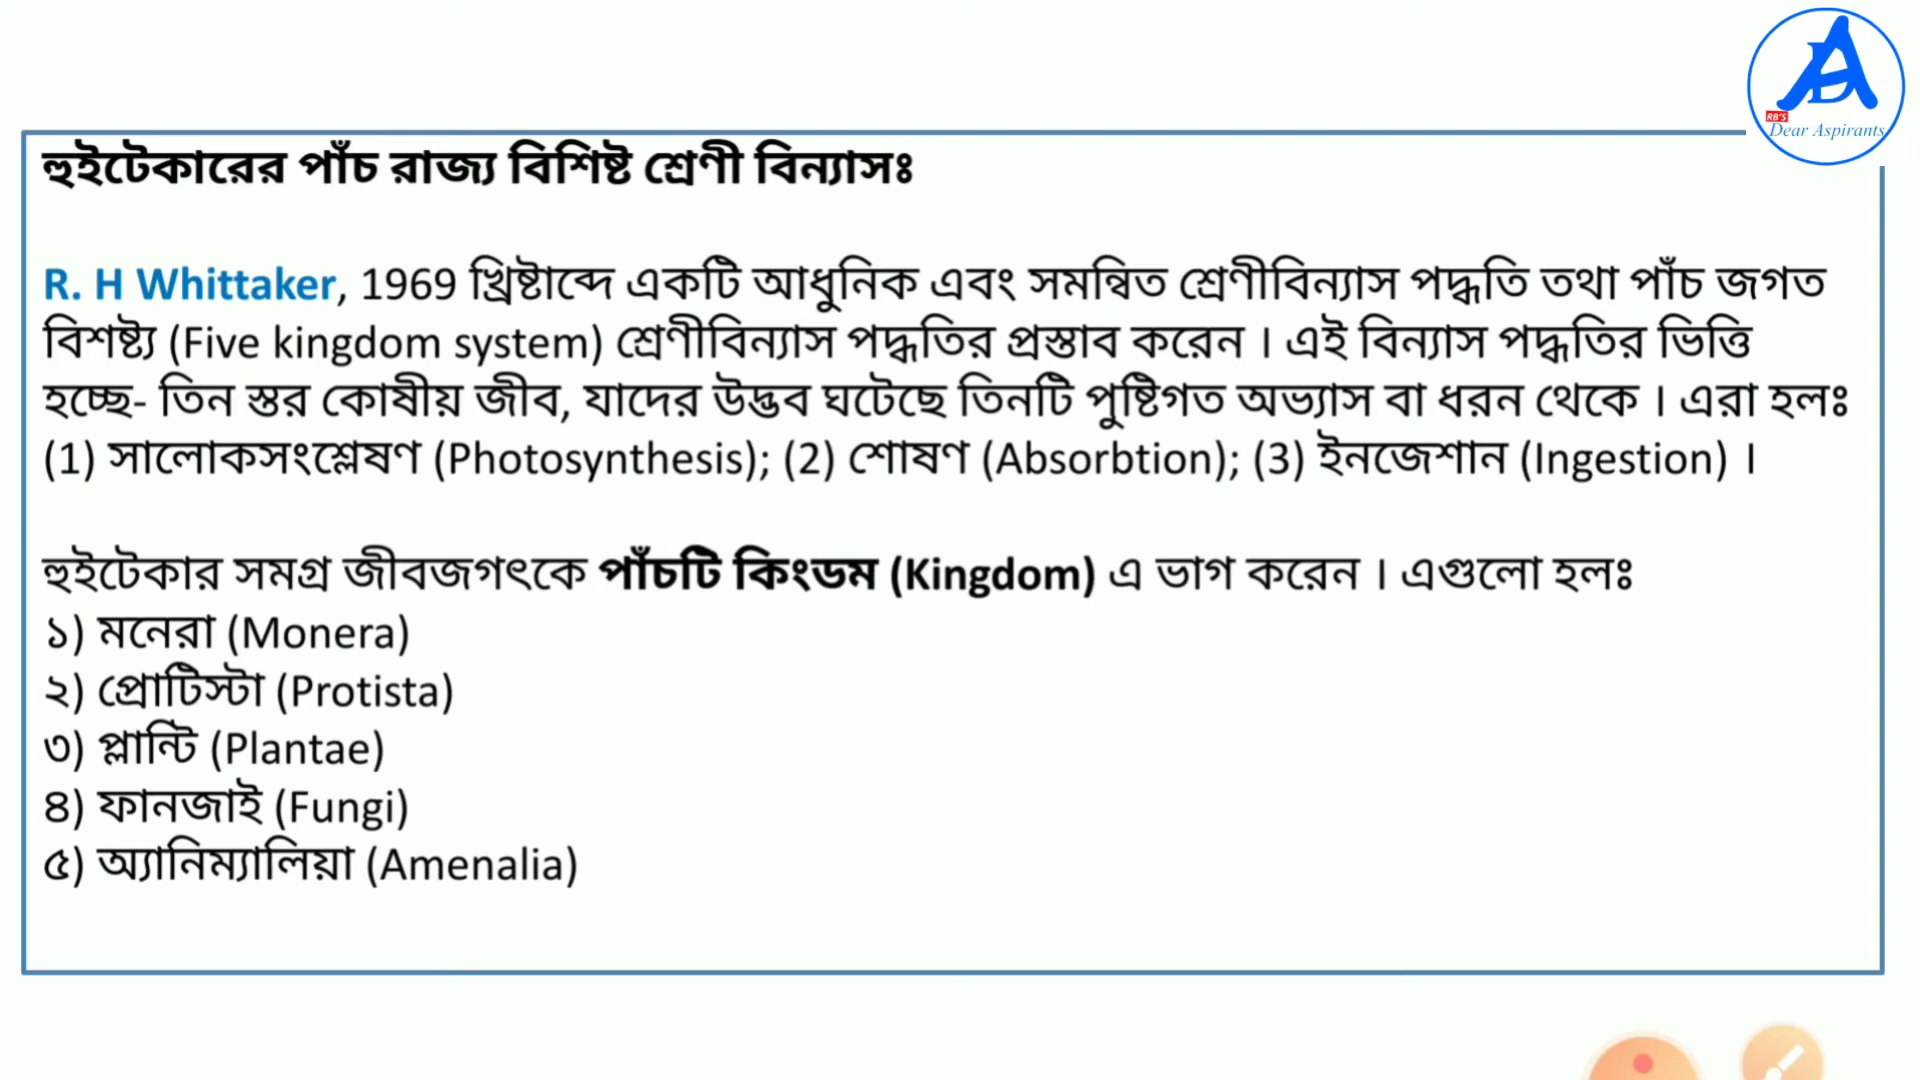 RB'S
Dear Aspirants
হুইটেকারের পাঁচ রাজ্য বিশিষ্ট শ্রেণী বিন্যাসঃ
R. H Whittaker, 1969 খ্রিষ্টাব্দে একটি আধুনিক এবং সমন্বিত শ্রেণীবিন্যাস পদ্ধতি তথা পাঁচ জগত
বিশষ্ট্য (Five kingdom system) শ্রেণীবিন্যাস পদ্ধতির প্রস্তাব করেন । এই বিন্যাস পদ্ধতির ভিত্তি
হচ্ছে- তিন স্তর কোষীয় জীব, যাদের উদ্ভব ঘটেছে তিনটি পুষ্টিগত অভ্যাস বা ধরন থেকে । এরা হলঃ
(1) সালোকসংশ্লেষণ (Photosynthesis); (2) শোষণ (Absorbtion); (3) ইনজেশান (Ingestion) ।
হুইটেকার সমগ্র জীবজগৎকে পাঁচটি কিংডম (Kingdom) এ ভাগ করেন । এগুলো হলঃ
১) মনেরা (Monera)
২) প্রোটিস্টা (Protista)
৩) প্লান্টি (Plantae)
৪) ফানজাই (Fungi)
৫) অ্যানিম্যালিয়া (Amenalia)